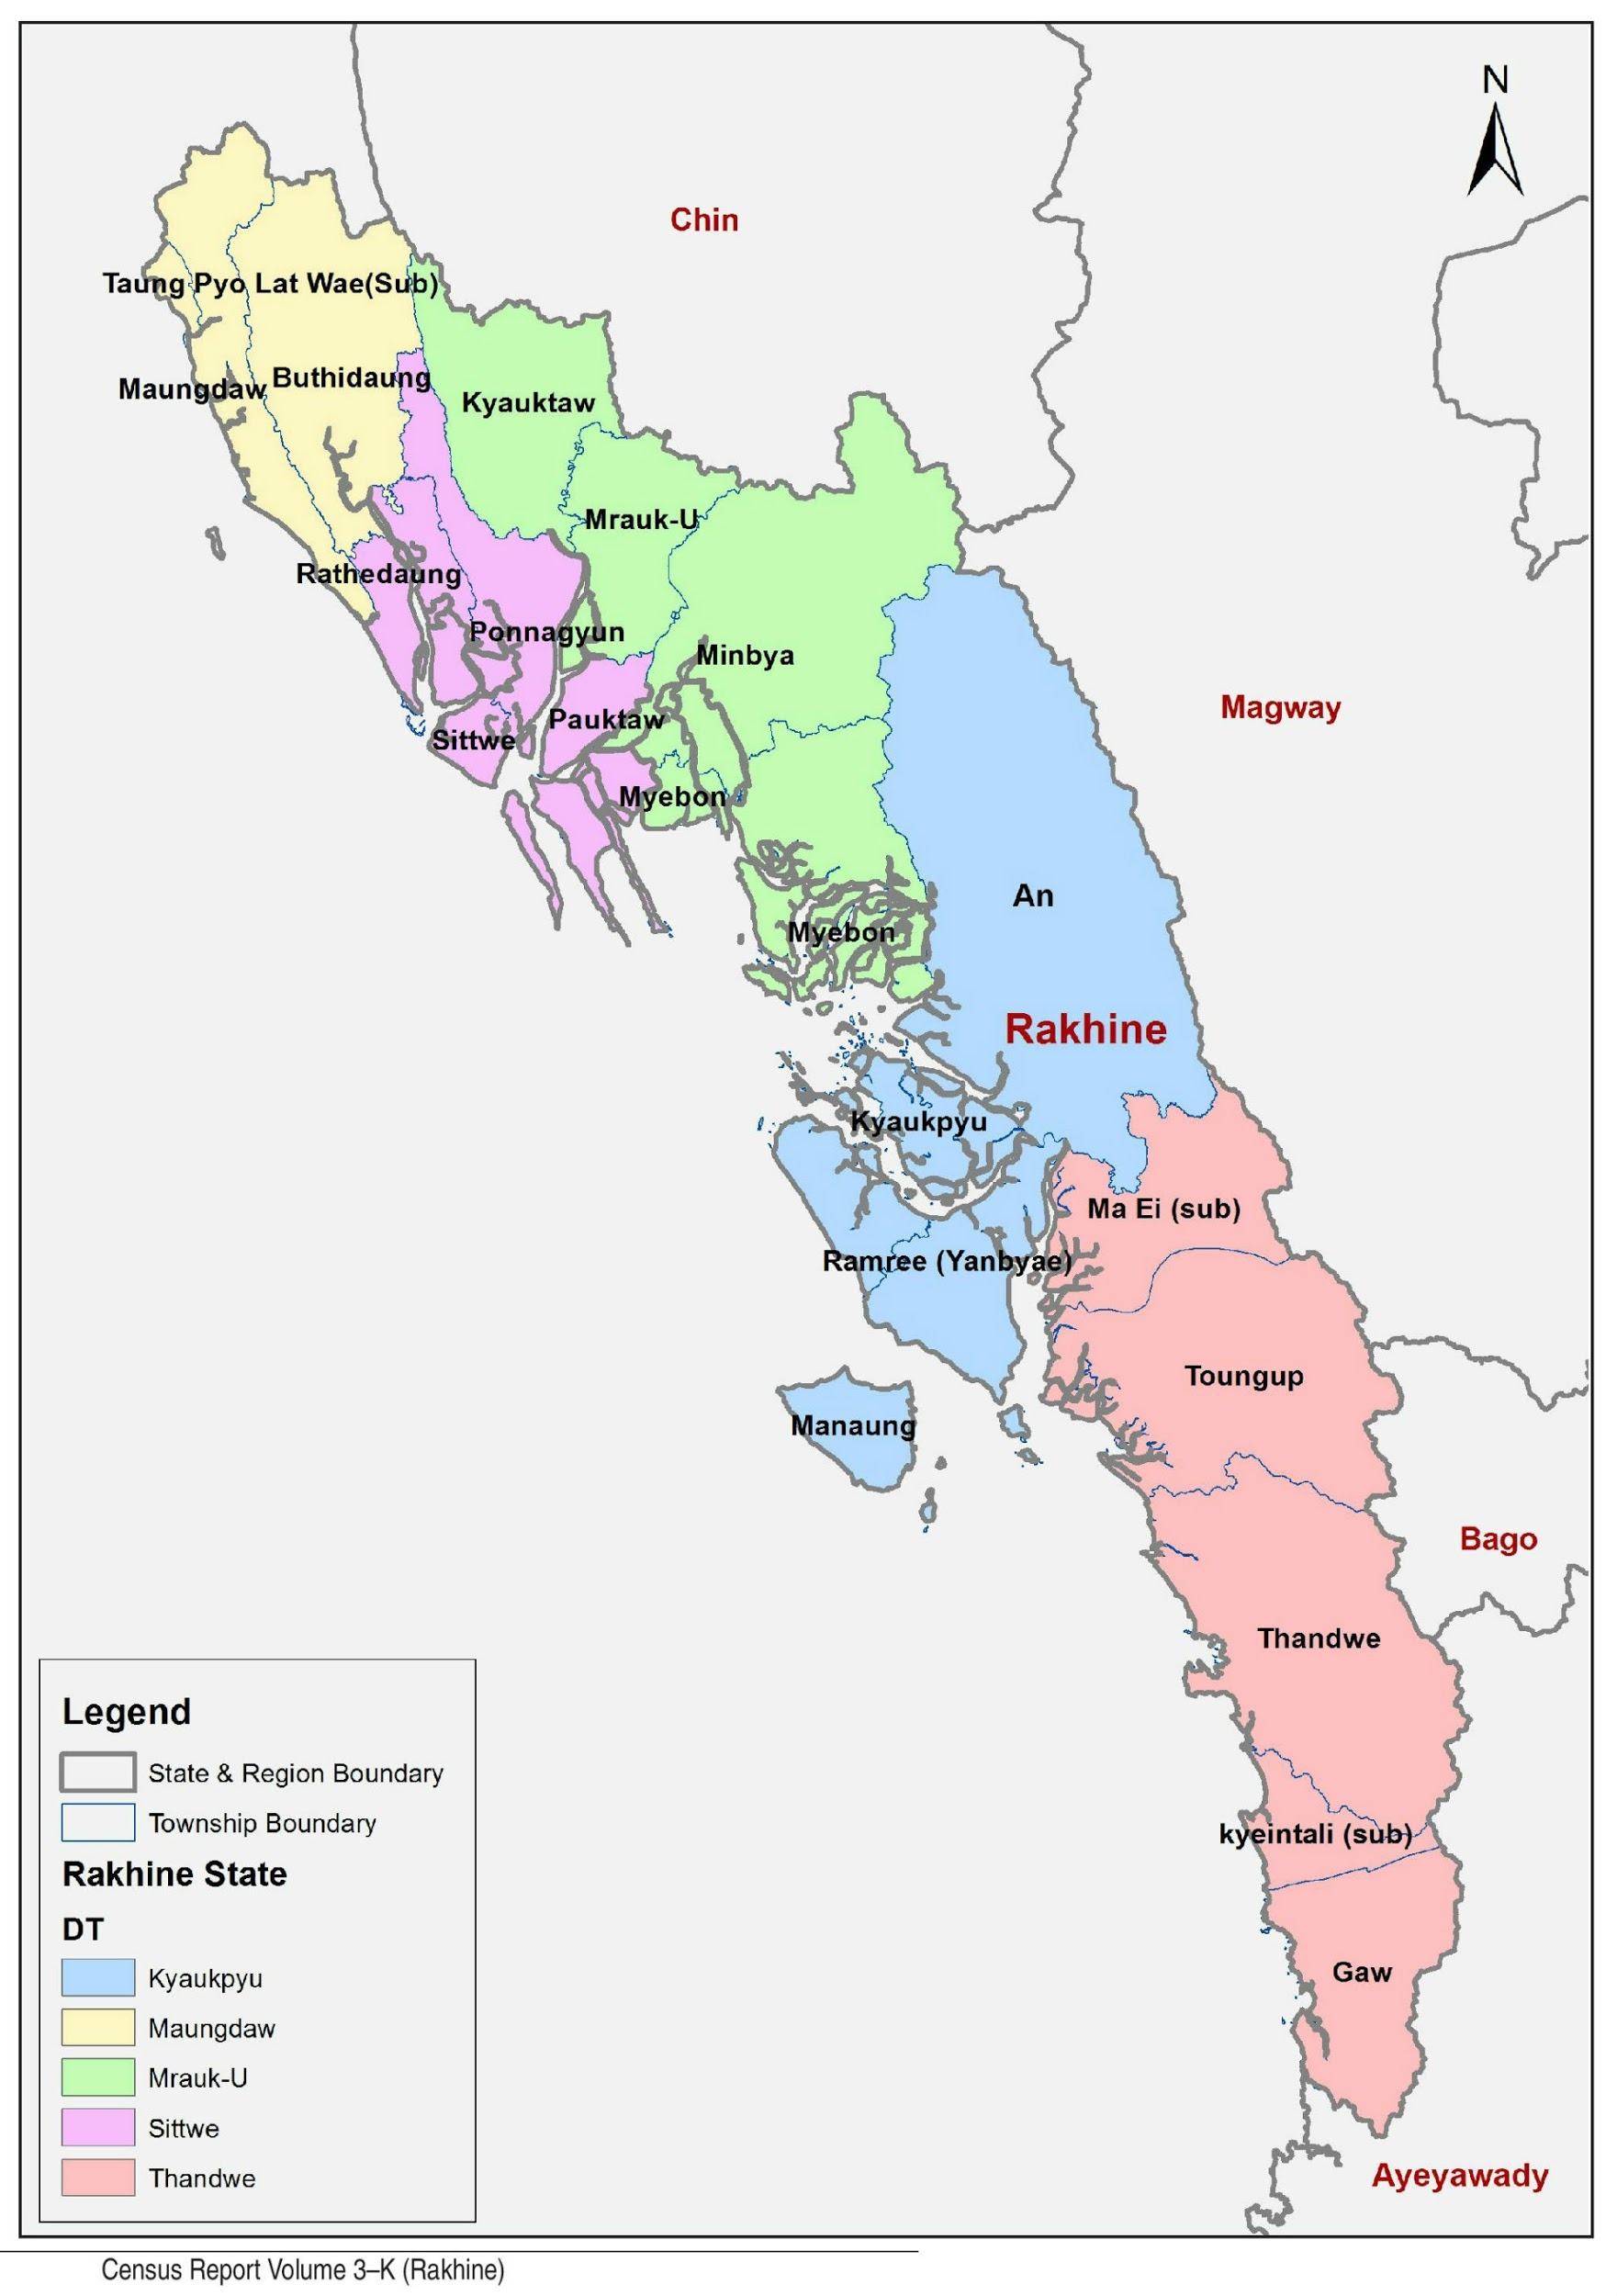 N
Chin
Taung Pyo Lat Wae(Sub)
Buthidaung
Maungdaw
Kyauktaw
Mrauk-U
Rathedaung
Ponnagyun
Minbya
Magway
Pauktaw
Sittwe
Myebon
An
Myebon
Rakhine
Kyaukpyu
Ma Ei (sub)
Ramree (Yanbyae)
Toungup
Manaung
Bago
Thandwe
kyeintali (sub)
Gaw
Ayeyawady
Legend
State & Region Boundary
Township Boundary
Rakhine State
DT
Kyaukpyu
Maungdaw
Mrauk-U
Sittwe
Thandwe
Census Report Volume 3–K (Rakhine)